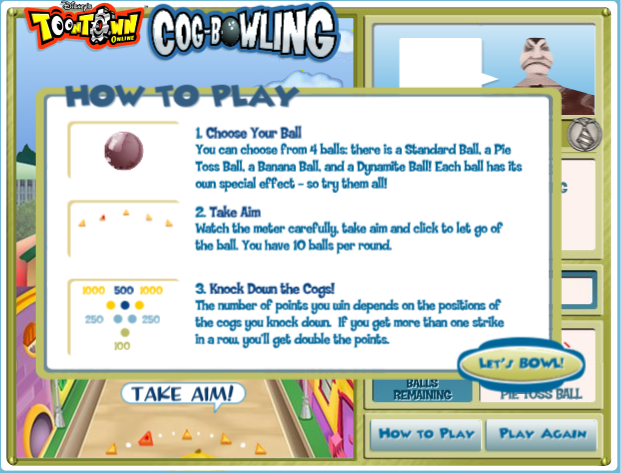 Disney's
TOONTOWN
ONLINE
COG-BOWLING
HOW TO PLAY
1. Choose Your Ball
You can choose from 4 balls: there is a Standard Ball, a Pie
Toss Ball, a Banana Ball, and a Dynamite Ball! Each ball has its
own special effect - so try them all!
2. Take Aim
Watch the meter carefully, take aim and click to let go of
the ball. You have 10 balls per round.
1000 500 1000
250 250
100
3. Knock Down the Cogs!
The number of points you win depends on the positions of
the cogs you knock down. If you get more than one strike
in a row, you'll get double the points.
LET'S BOWL!
TAKE AIM!
BALLS
REMAINING
PIE TOSS BALL
HOW TO PLAY
PLAY AGAIN